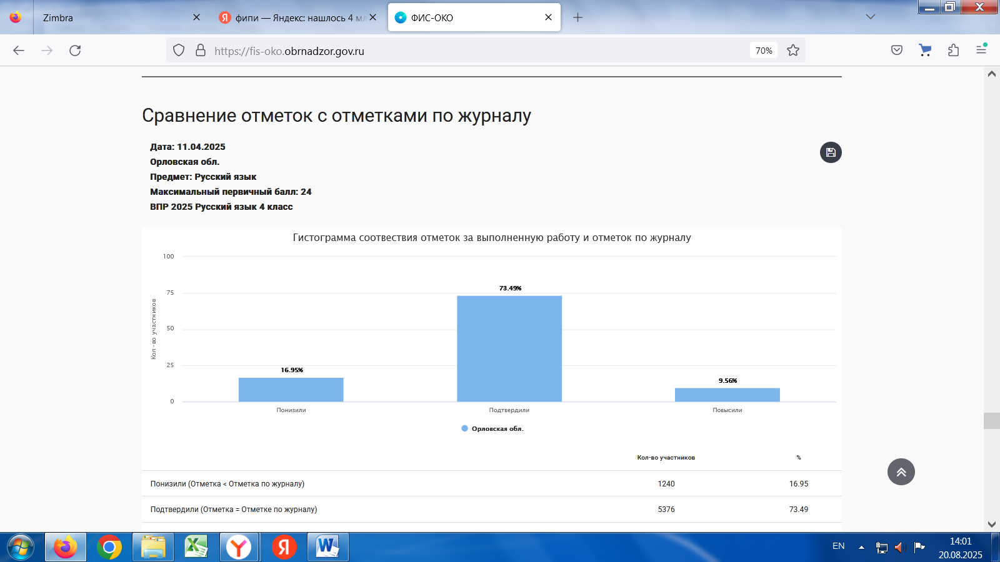 Zimbra
фипи — Яндекс: нашлось 4 мл
ФИС-ОКО
https://fis-oko.obrnadzor.gov.ru
70%
Сравнение отметок с отметками по журналу
Дата: 11.04.2025
Орловская обл.
Предмет: Русский язык
Максимальный первичный балл: 24
ВПР 2025 Русский язык 4 класс
Гистограмма соотвествия отметок за выполненную работу и отметок по журналу
Кол-во участников
100
75
50
25
0
16.95%
73.49%
9.56%
Понизили
Подтвердили
Повысили
Орловская обл.
Кол-во участников %
Понизили (Отметка < Отметка по журналу) 1240 16.95
Подтвердили (Отметка = Отметке по журналу) 5376 73.49
EN
14:01
20.08.2025